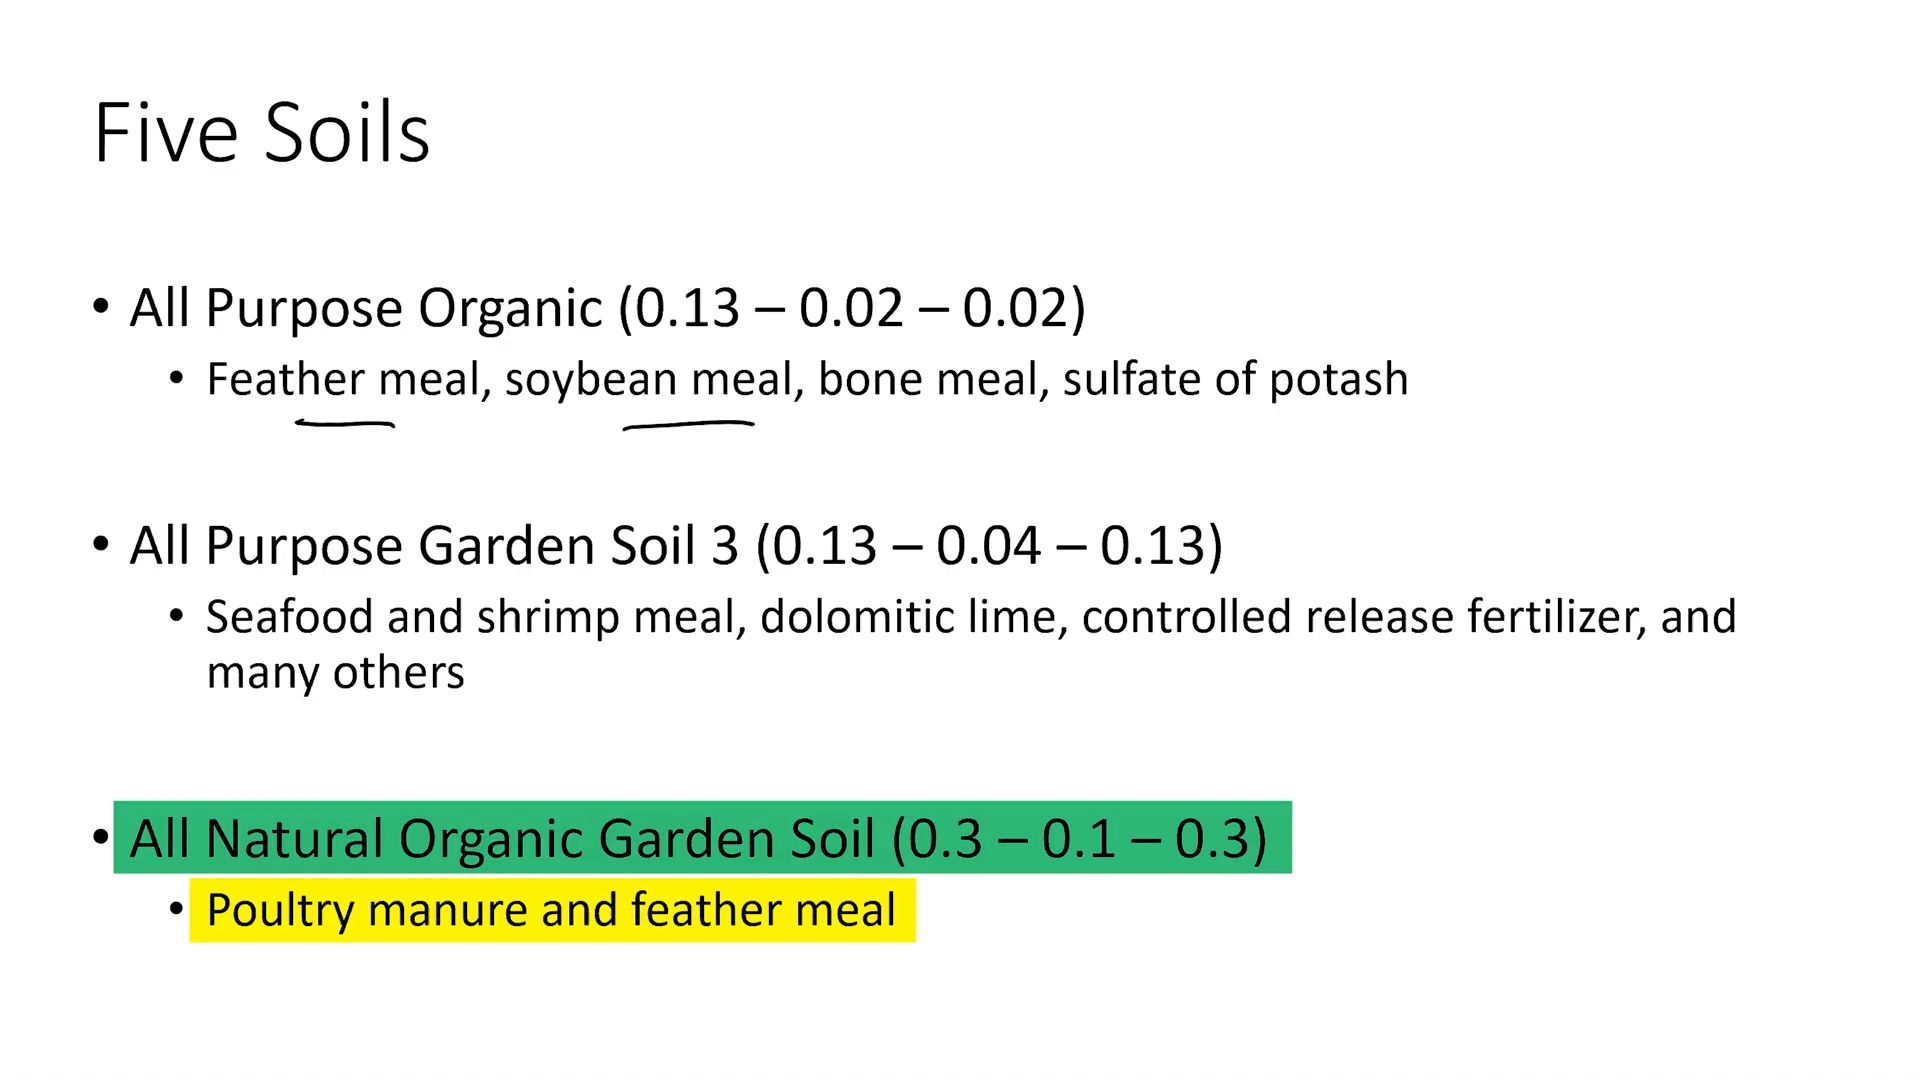 Five Soils
• All Purpose Organic (0.13 – 0.02 – 0.02)
• Feather meal, soybean meal, bone meal, sulfate of potash
• All Purpose Garden Soil 3 (0.13 – 0.04 – 0.13)
• Seafood and shrimp meal, dolomitic lime, controlled release fertilizer, and
many others
• All Natural Organic Garden Soil (0.3 – 0.1 – 0.3)
• Poultry manure and feather meal